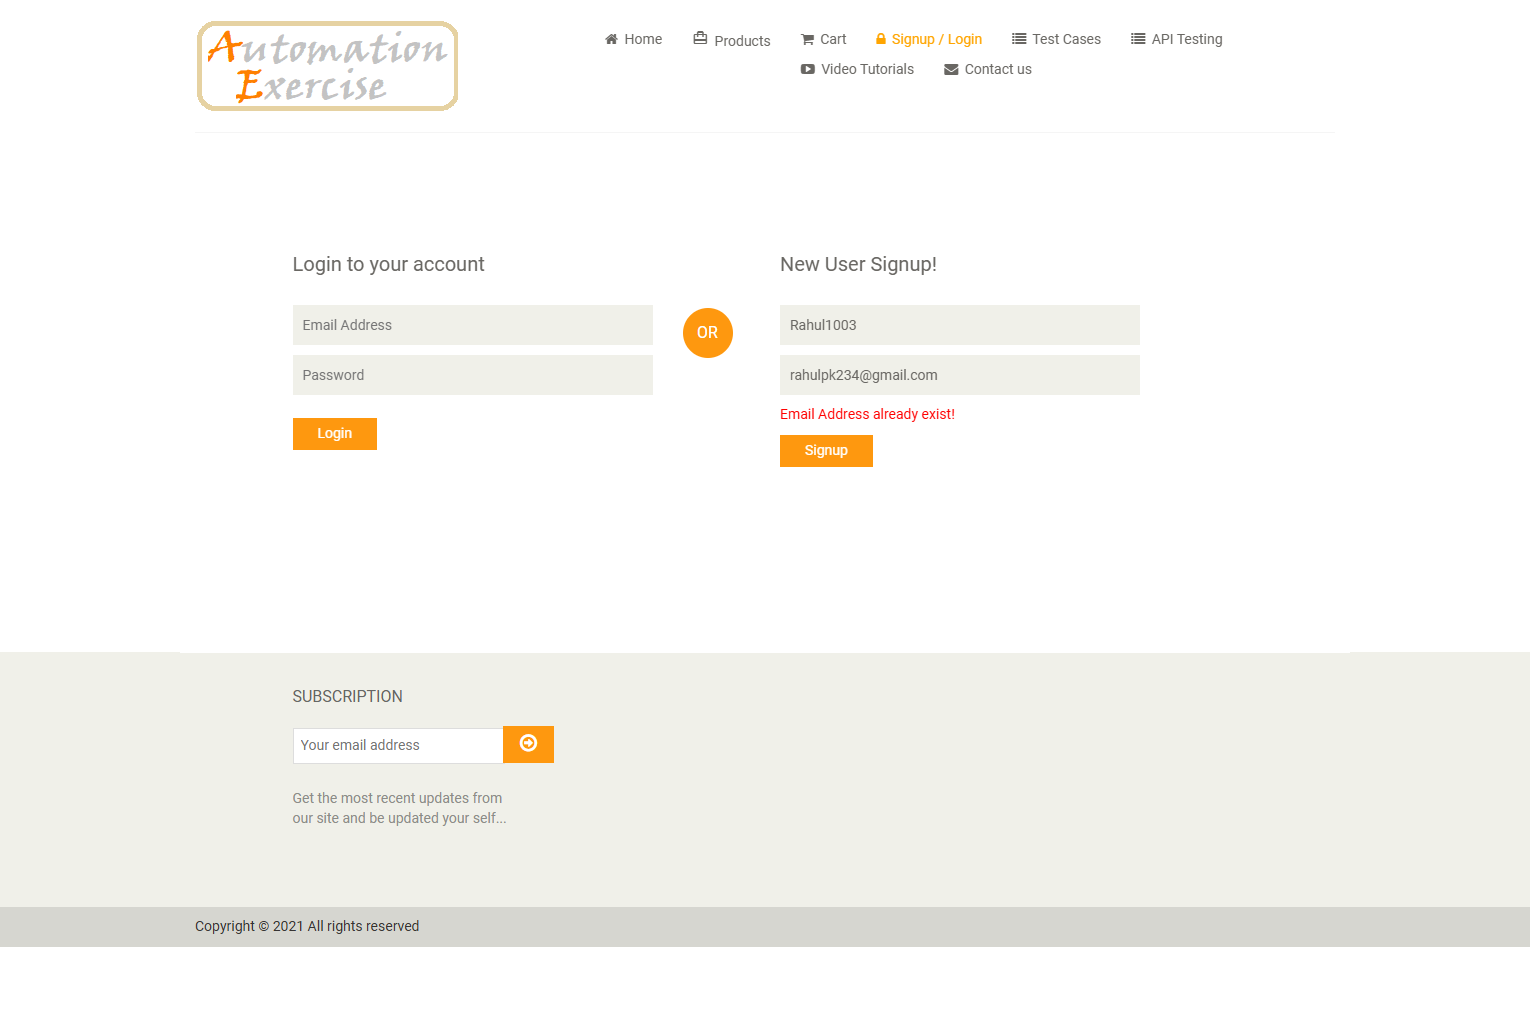 Automation
Exercise
Home Products Cart Signup / Login Test Cases API Testing
Video Tutorials Contact us
Login to your account
Email Address
Password
Login
OR
New User Signup!
Rahul1003
rahulpk234@gmail.com
Email Address already exist!
Signup
SUBSCRIPTION
Your email address
Get the most recent updates from
our site and be updated your self...
Copyright © 2021 All rights reserved